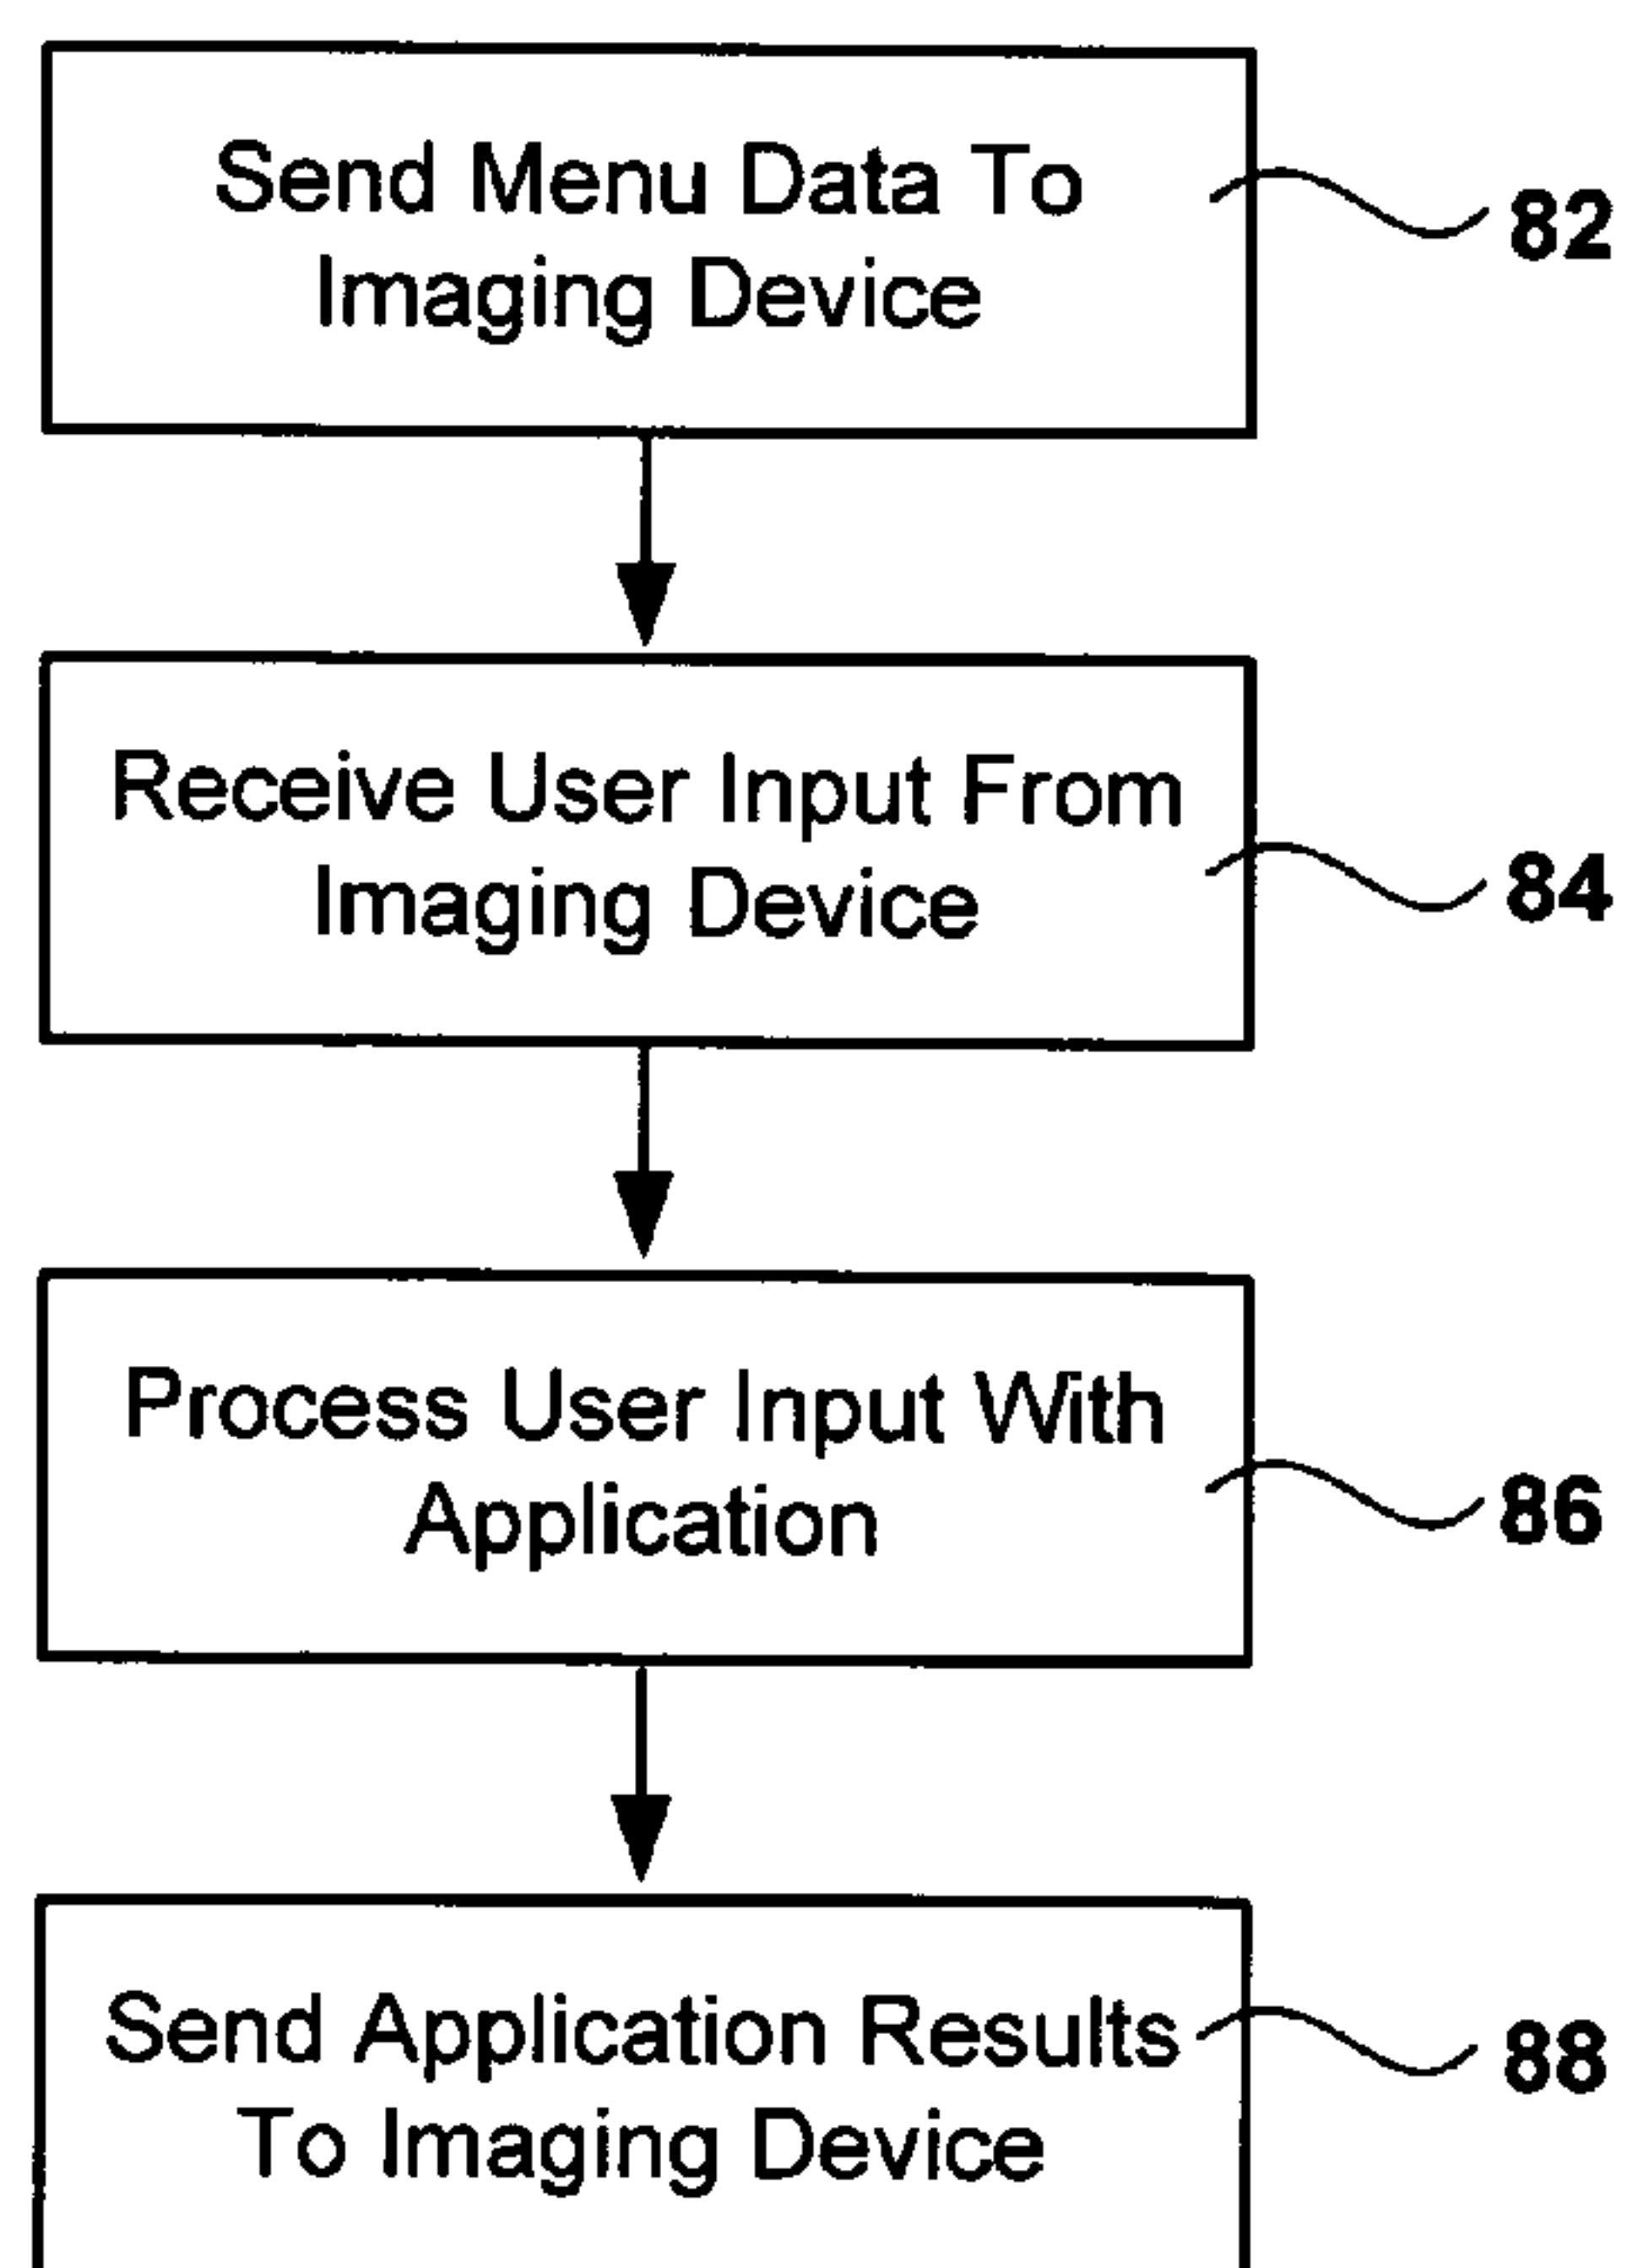 Send Menu Data To
Imaging Device
82
Receive User Input From
Imaging Device
84
Process User Input With
Application
86
Send Application Results
To Imaging Device
88